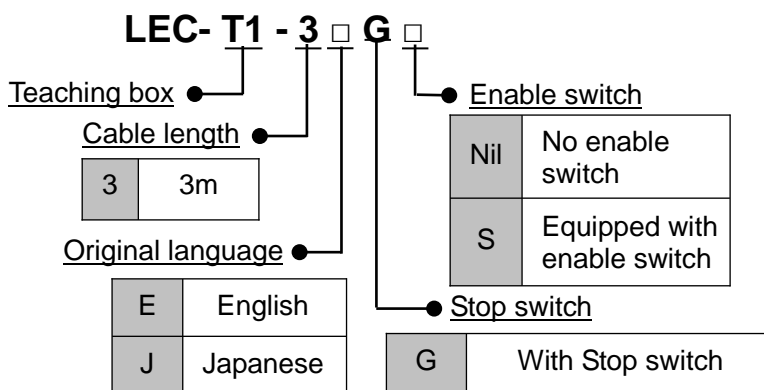 LEC- T1 - 3 □ G □
Teaching box
Enable switch
Cable length
Nil
No enable
switch
3
3m
S
Equipped with
enable switch
Original language
E
English
J
Japanese
Stop switch
G
With Stop switch